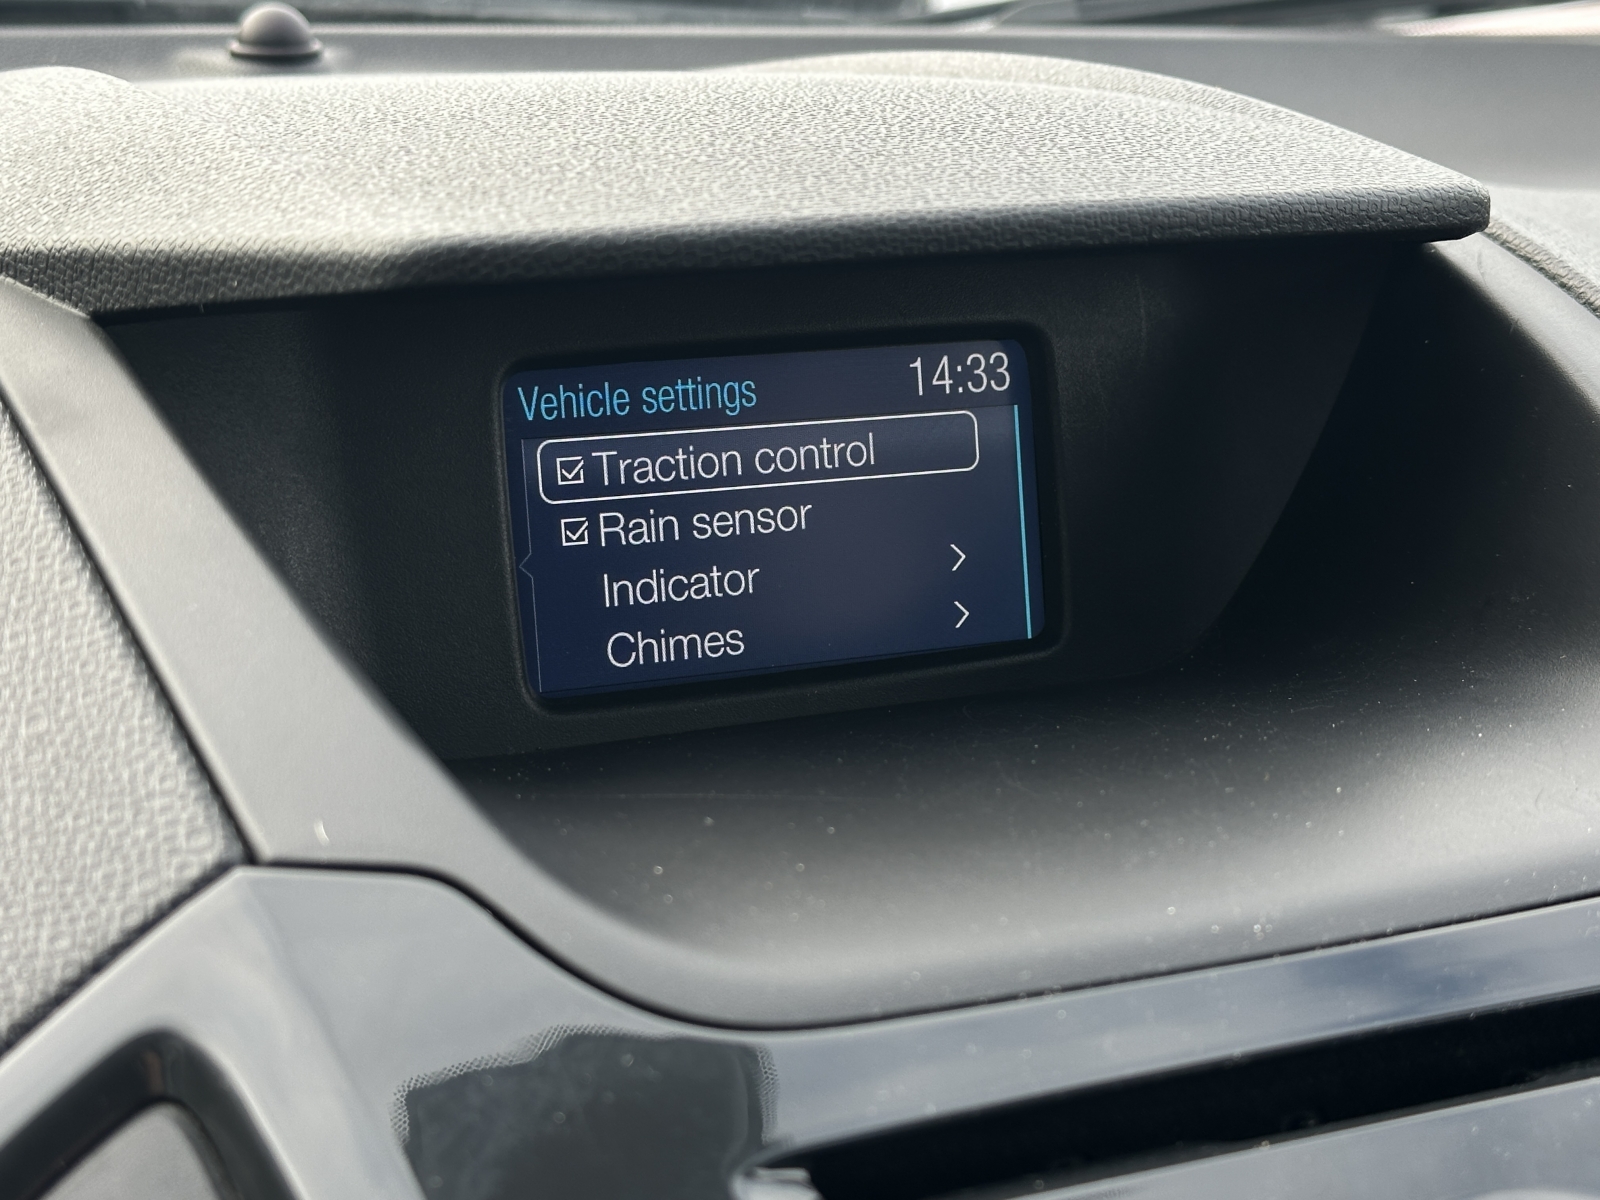 Vehicle settings 14:33
Traction control
Rain sensor
Indicator
Chimes